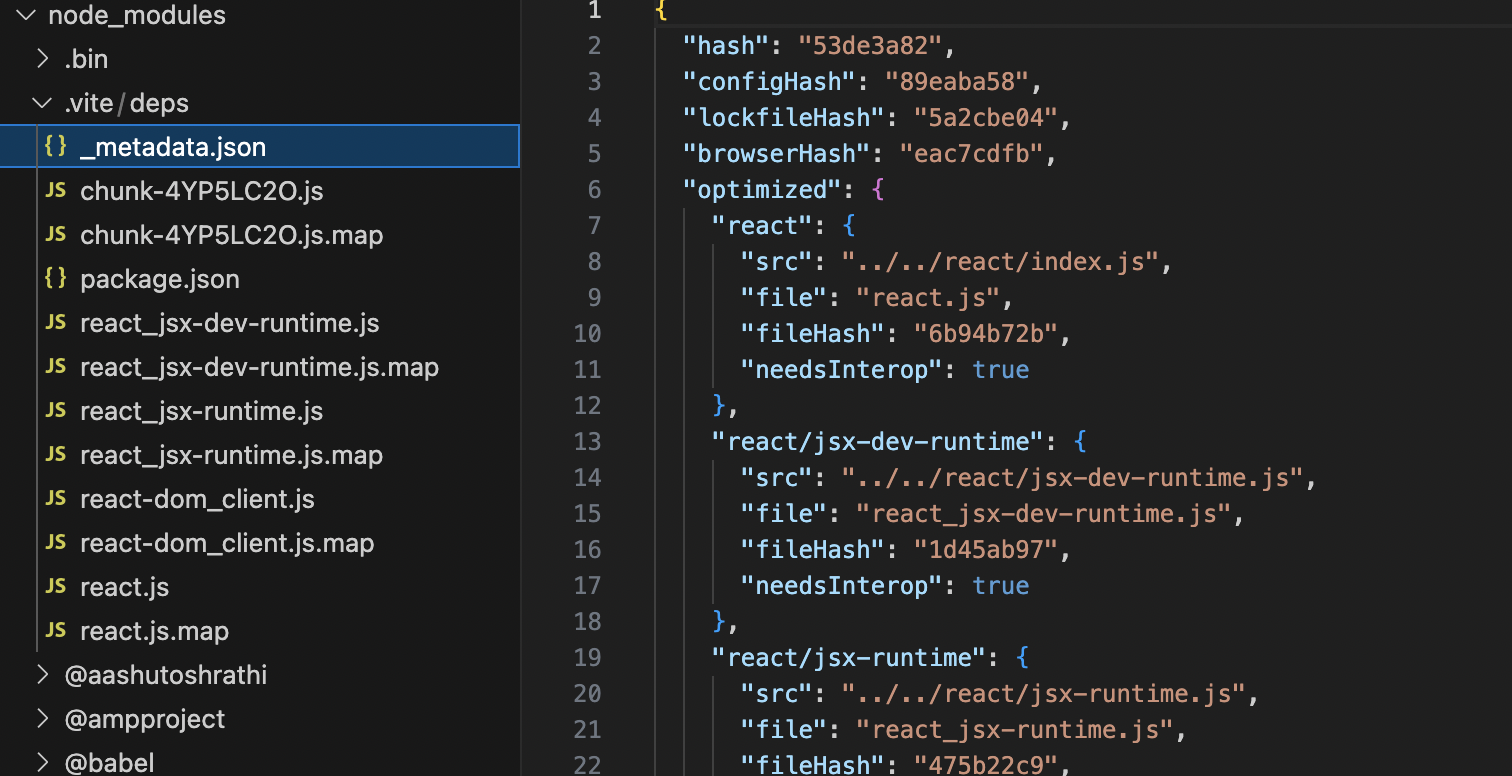 node_modules
.bin
.vite/deps
{} _metadata.json
JS chunk-4YP5LC2O.js
JS chunk-4YP5LC2O.js.map
{} package.json
JS react_jsx-dev-runtime.js
JS react_jsx-dev-runtime.js.map
JS react_jsx-runtime.js
JS react_jsx-runtime.js.map
JS react-dom_client.js
JS react-dom_client.js.map
JS react.js
JS react.js.map
@aashutoshrathi
@ampproject
@babel
1 {
2 "hash": "53de3a82",
3 "configHash": "89eaba58",
4 "lockfileHash": "5a2cbe04",
5 "browserHash": "eac7cdfb",
6 "optimized": {
7 "react": {
8 "src": "../../react/index.js",
9 "file": "react.js",
10 "fileHash": "6b94b72b",
11 "needsInterop": true
12 },
13 "react/jsx-dev-runtime": {
14 "src": "../../react/jsx-dev-runtime.js",
15 "file": "react_jsx-dev-runtime.js",
16 "fileHash": "1d45ab97",
17 "needsInterop": true
18 },
19 "react/jsx-runtime": {
20 "src": "../../react/jsx-runtime.js",
21 "file": "react_jsx-runtime.js",
22 "fileHash": "475b22c9",